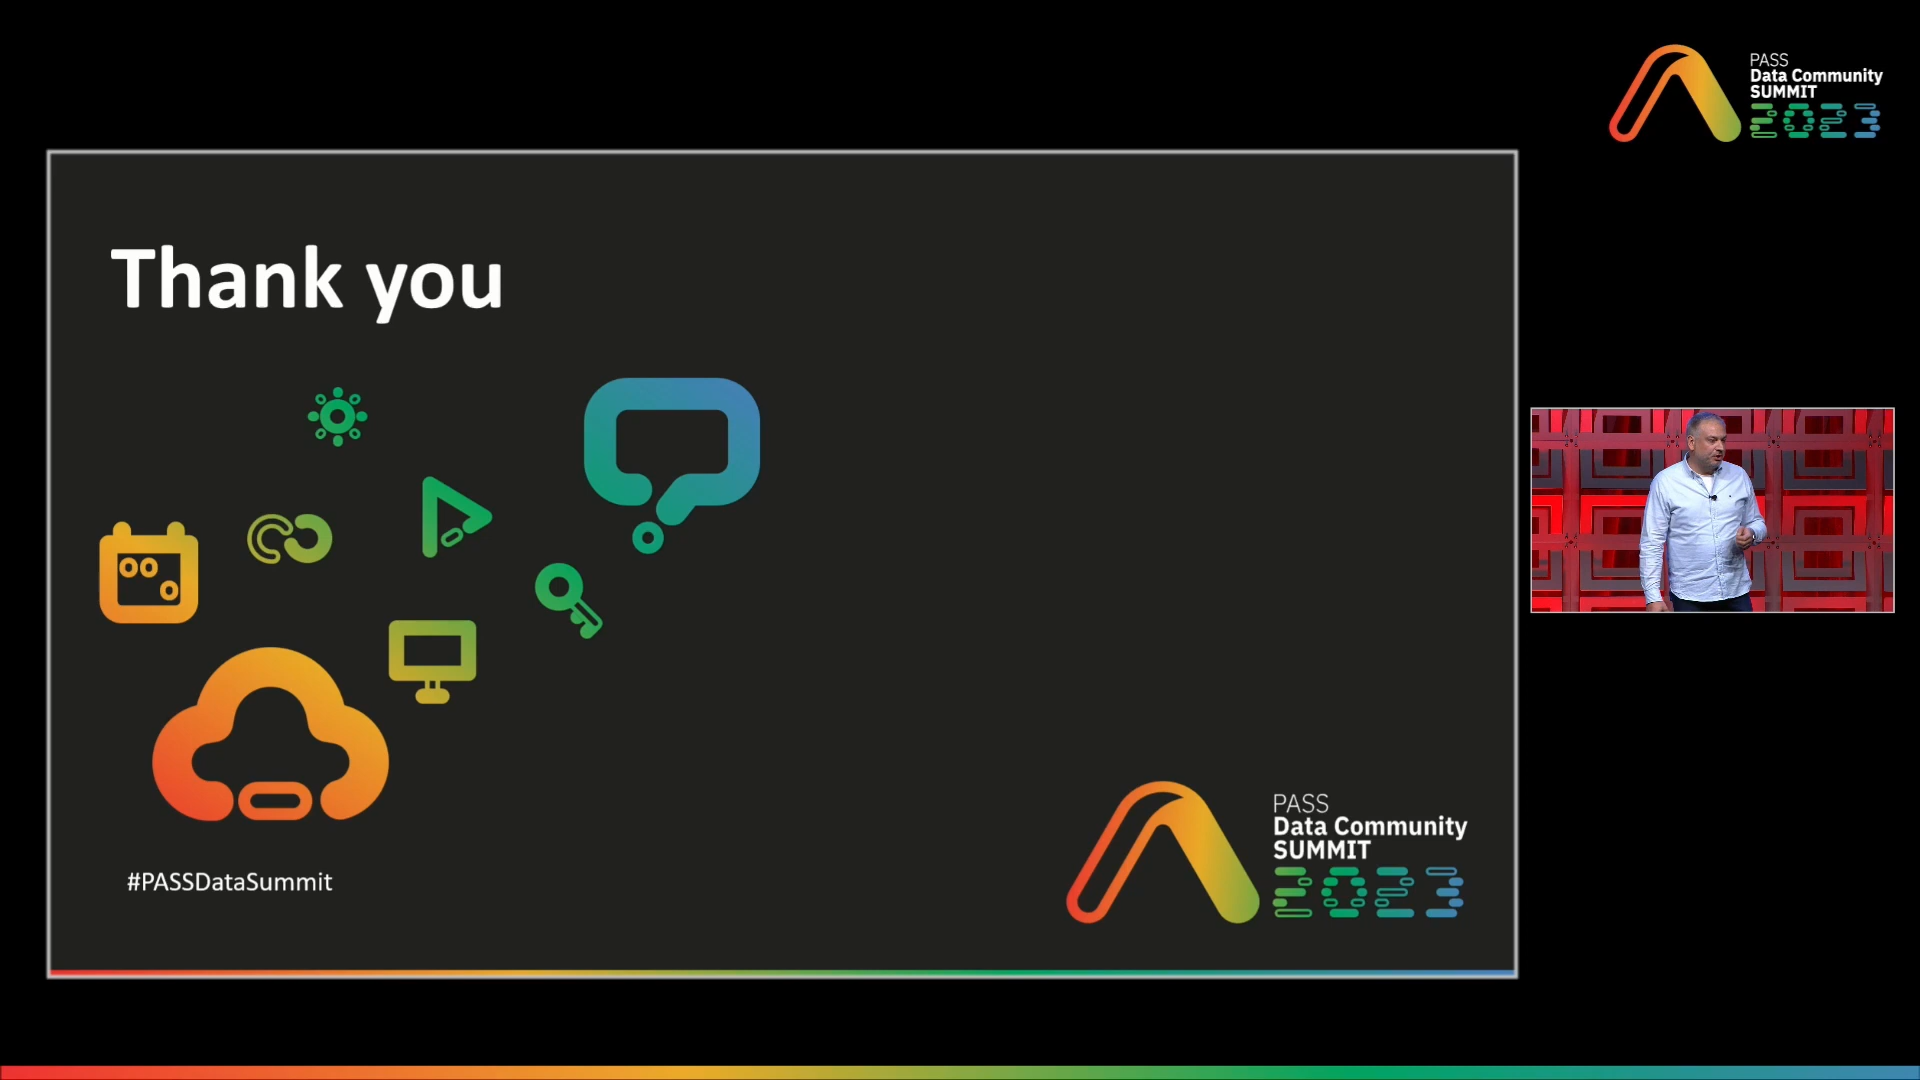 PASS
Data Community
SUMMIT
2023
Thank you
#PASSDataSummit
PASS
Data Community
SUMMIT
2023